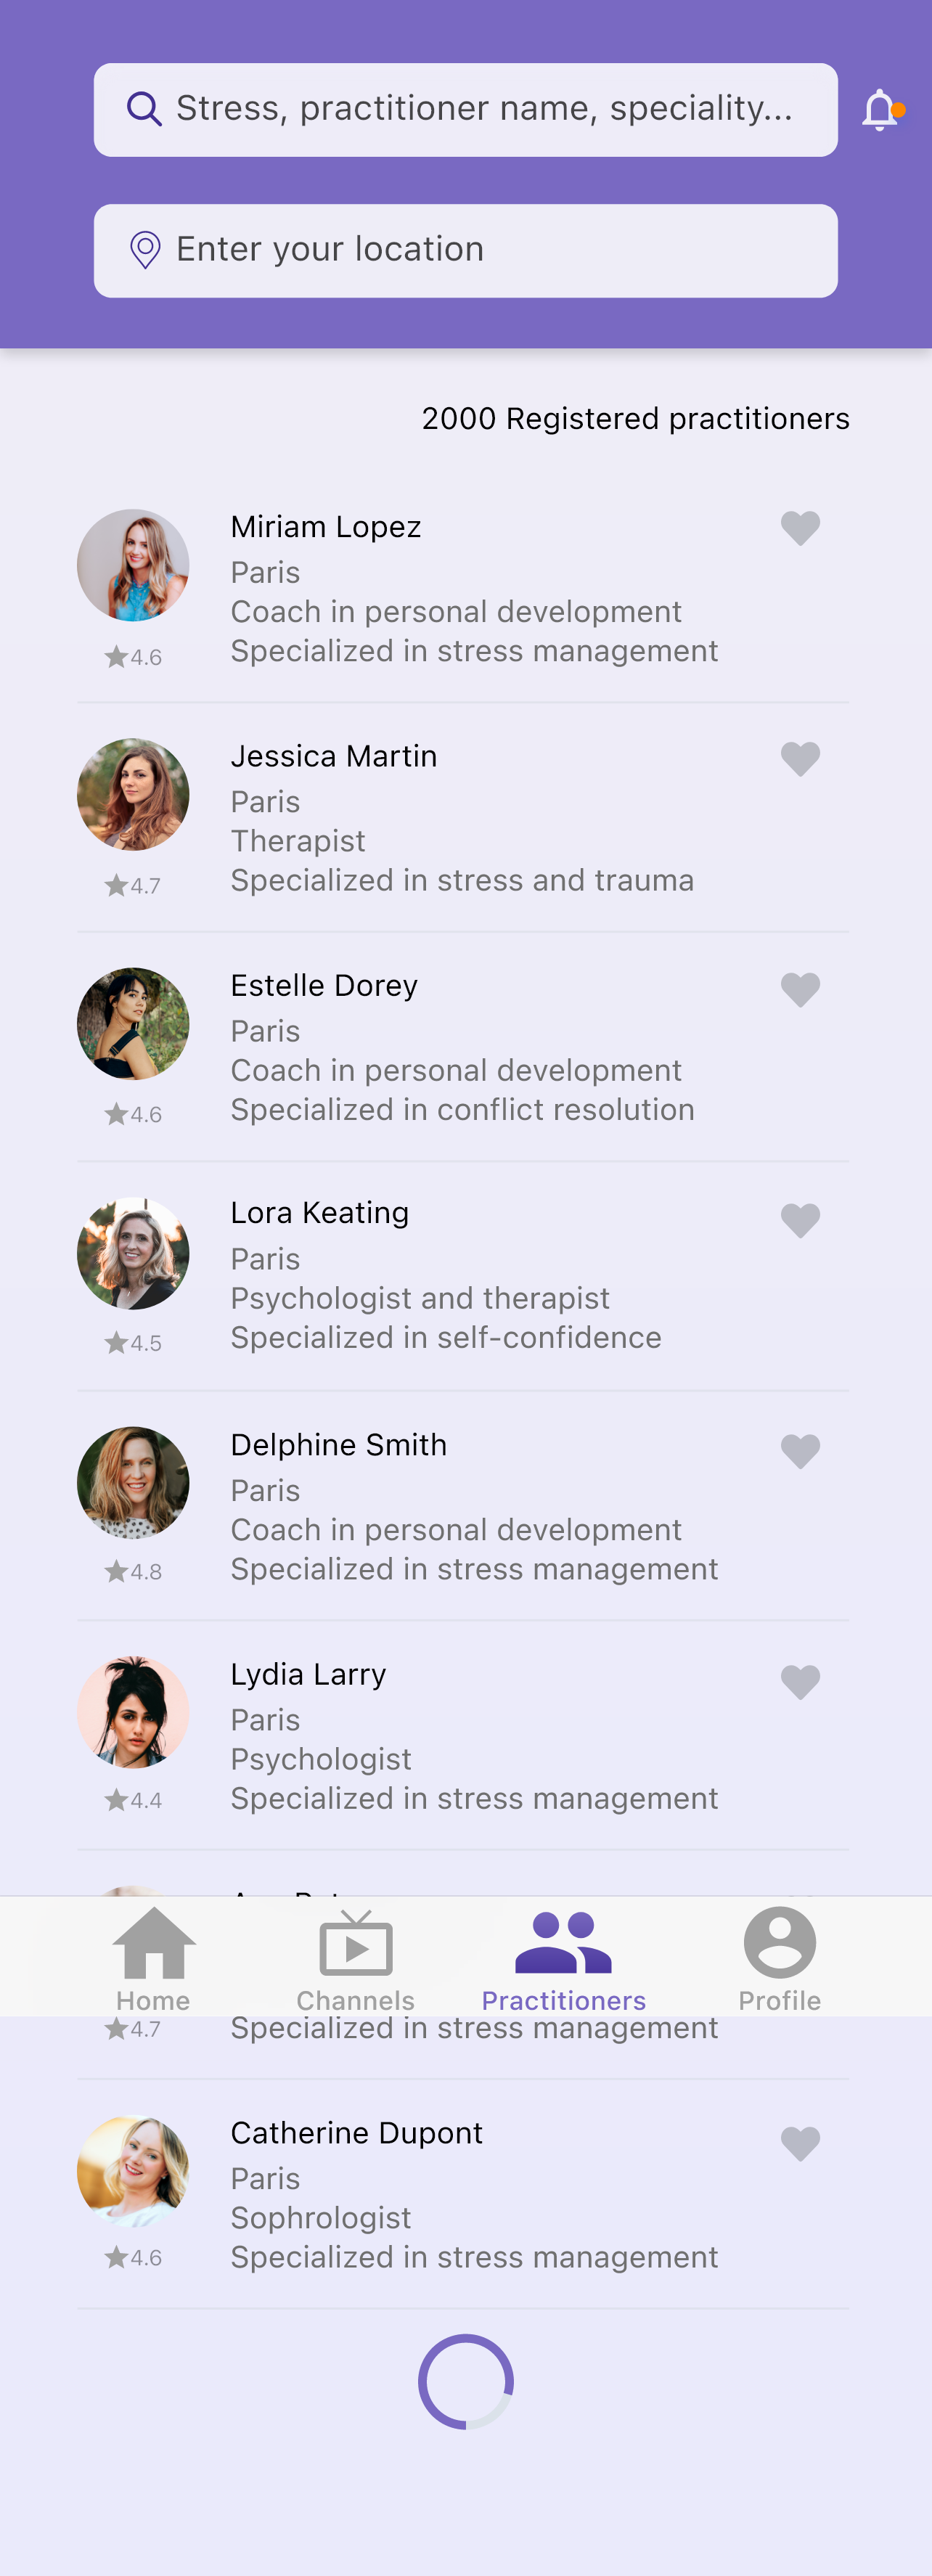 Stress, practitioner name, speciality...
Enter your location
2000 Registered practitioners
Miriam Lopez
Paris
Coach in personal development
Specialized in stress management
4.6
Jessica Martin
Paris
Therapist
Specialized in stress and trauma
4.7
Estelle Dorey
Paris
Coach in personal development
Specialized in conflict resolution
4.6
Lora Keating
Paris
Psychologist and therapist
Specialized in self-confidence
4.5
Delphine Smith
Paris
Coach in personal development
Specialized in stress management
4.8
Lydia Larry
Paris
Psychologist
Specialized in stress management
4.4
Home
Channels
Practitioners
Profile
4.7
Specialized in stress management
Catherine Dupont
Paris
Sophrologist
Specialized in stress management
4.6